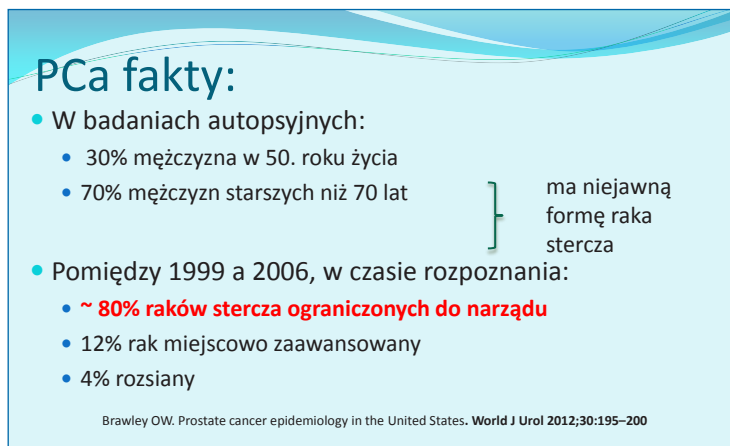 PCa fakty:
• W badaniach autopsyjnych:
• 30% mężczyzna w 50. roku życia
• 70% mężczyzn starszych niż 70 lat
ma niejawną
formę raka
stercza
• Pomiędzy 1999 a 2006, w czasie rozpoznania:
• ~ 80% raków stercza ograniczonych do narządu
• 12% rak miejscowo zaawansowany
• 4% rozsiany
Brawley OW. Prostate cancer epidemiology in the United States. World J Urol 2012;30:195–200